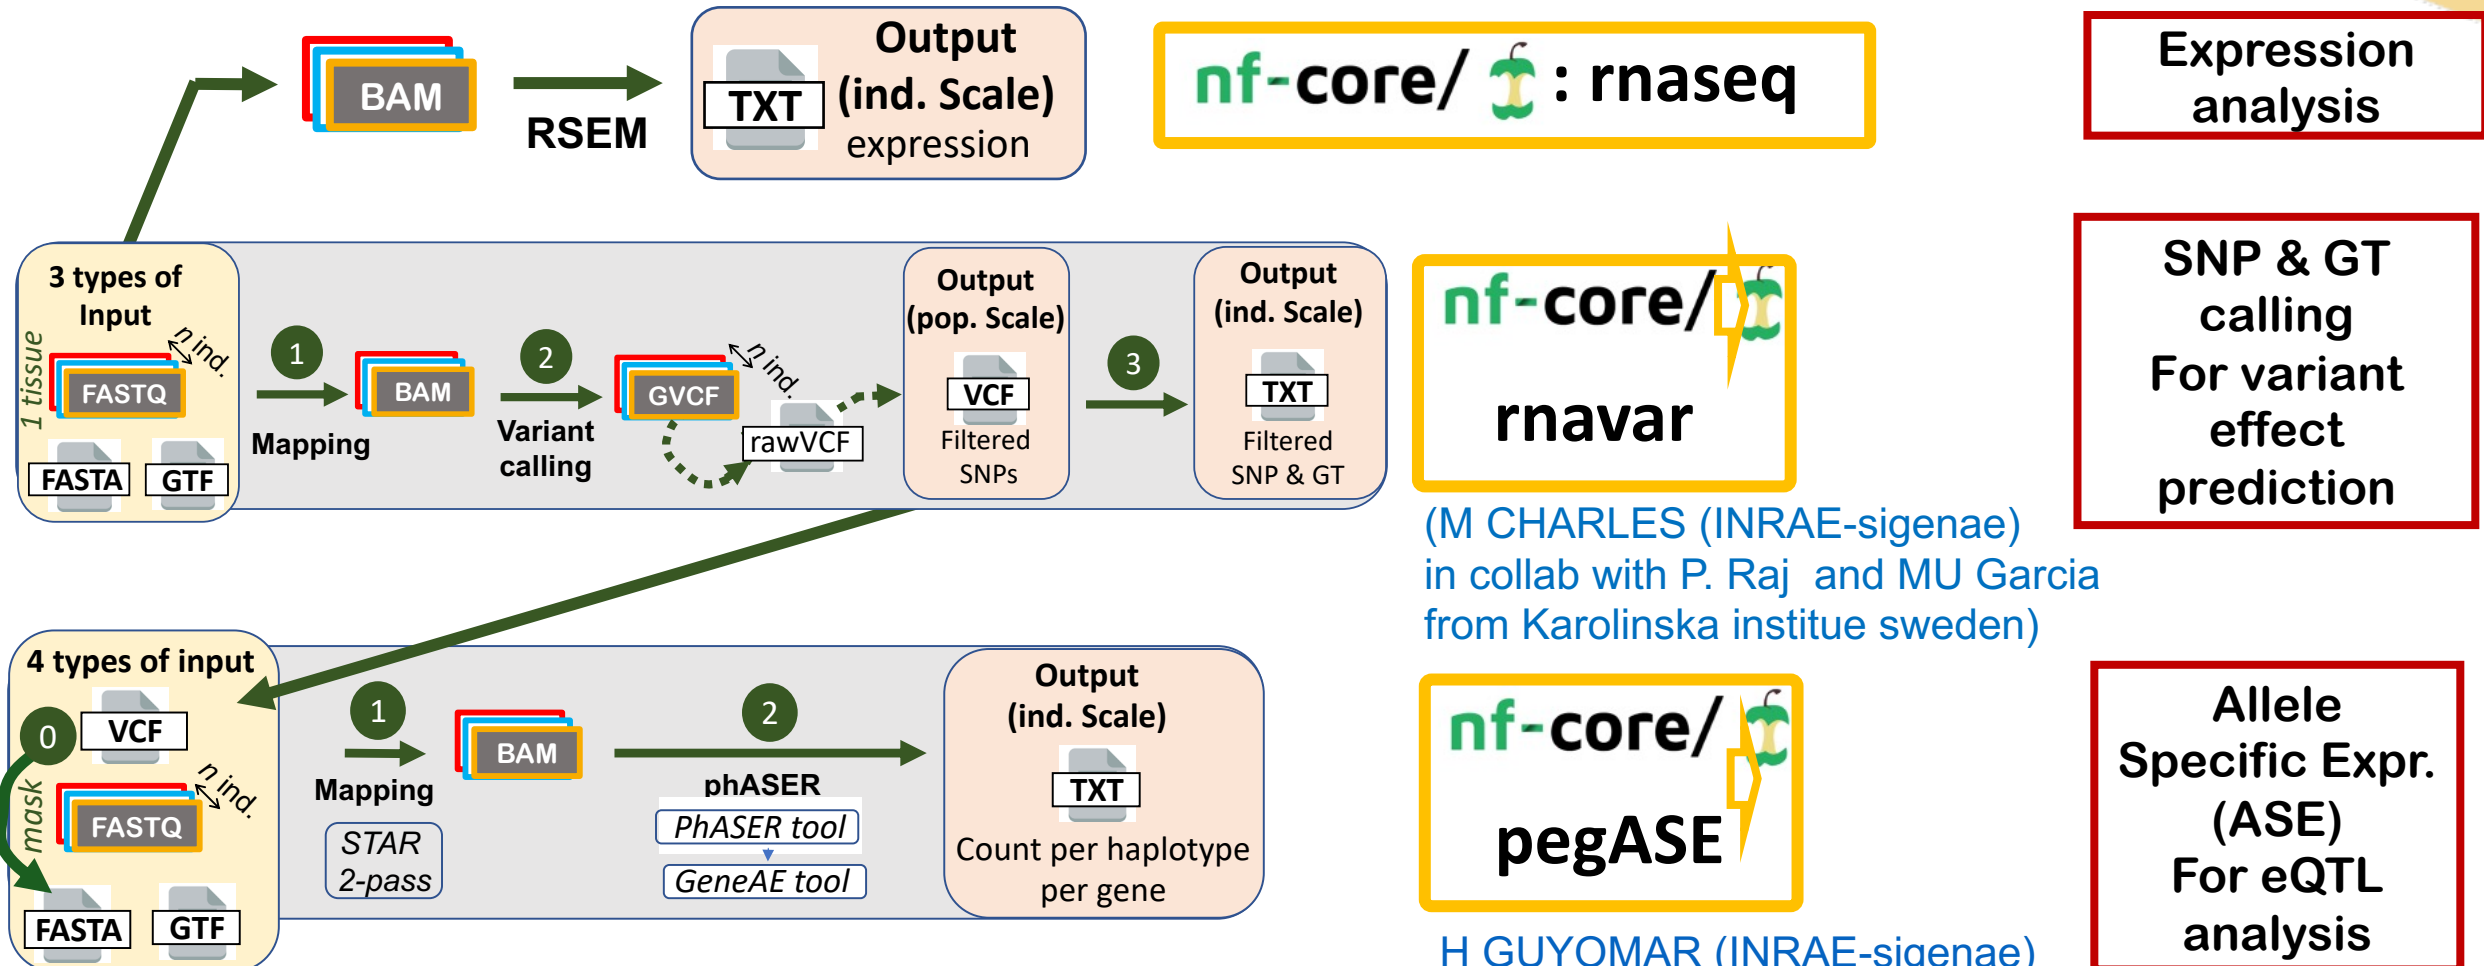 BAM
RSEM
TXT
Output
(ind. Scale)
expression
nf-core/ : rnaseq
Expression
analysis
3 types of
Input
1 tissue
n ind.
FASTQ
FASTA
GTF
1
Mapping
BAM
2
Variant
calling
GVCF
n ind.
rawVCF
Output
(pop. Scale)
VCF
Filtered
SNPs
3
Output
(ind. Scale)
TXT
Filtered
SNP & GT
nf-core/
rnavar
(M CHARLES (INRAE-sigenae)
in collab with P. Raj and MU Garcia
from Karolinska institue sweden)
SNP & GT
calling
For variant
effect
prediction
4 types of input
0
VCF
mask
n ind.
FASTQ
FASTA
GTF
1
Mapping
STAR
2-pass
BAM
2
phASER
PhASER tool
GeneAE tool
Output
(ind. Scale)
TXT
Count per haplotype
per gene
nf-core/
pegASE
H GUYOMAR (INRAE-sigenae)
Allele
Specific Expr.
(ASE)
For eQTL
analysis